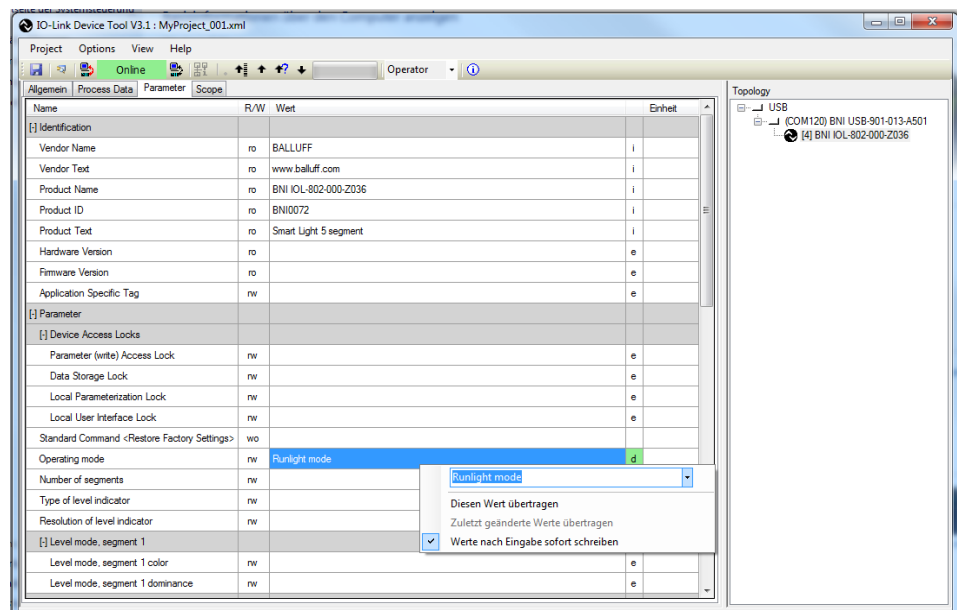 IO-Link Device Tool V3.1 : MyProject_001.xml
Project Options View Help
Online Operator
Allgemein Process Data Parameter Scope
Name R/W Wert Einheit
[-] Identification
Vendor Name ro BALLUFF i
Vendor Text ro www.balluff.com i
Product Name ro BNI IOL-802-000-Z036 i
Product ID ro BNI0072 i
Product Text ro Smart Light 5 segment i
Hardware Version ro e
Firmware Version ro e
Application Specific Tag rw e
[-] Parameter
[-] Device Access Locks
Parameter (write) Access Lock rw e
Data Storage Lock rw e
Local Parameterization Lock rw e
Local User Interface Lock rw e
Standard Command <Restore Factory Settings> wo
Operating mode rw Runlight mode d
Number of segments rw
Type of level indicator rw
Resolution of level indicator rw
[-] Level mode, segment 1
Level mode, segment 1 color rw e
Level mode, segment 1 dominance rw e
Runlight mode
Diesen Wert übertragen
Zuletzt geänderte Werte übertragen
Werte nach Eingabe sofort schreiben
Topology
USB
(COM120) BNI USB-901-013-A501
[4] BNI IOL-802-000-Z036